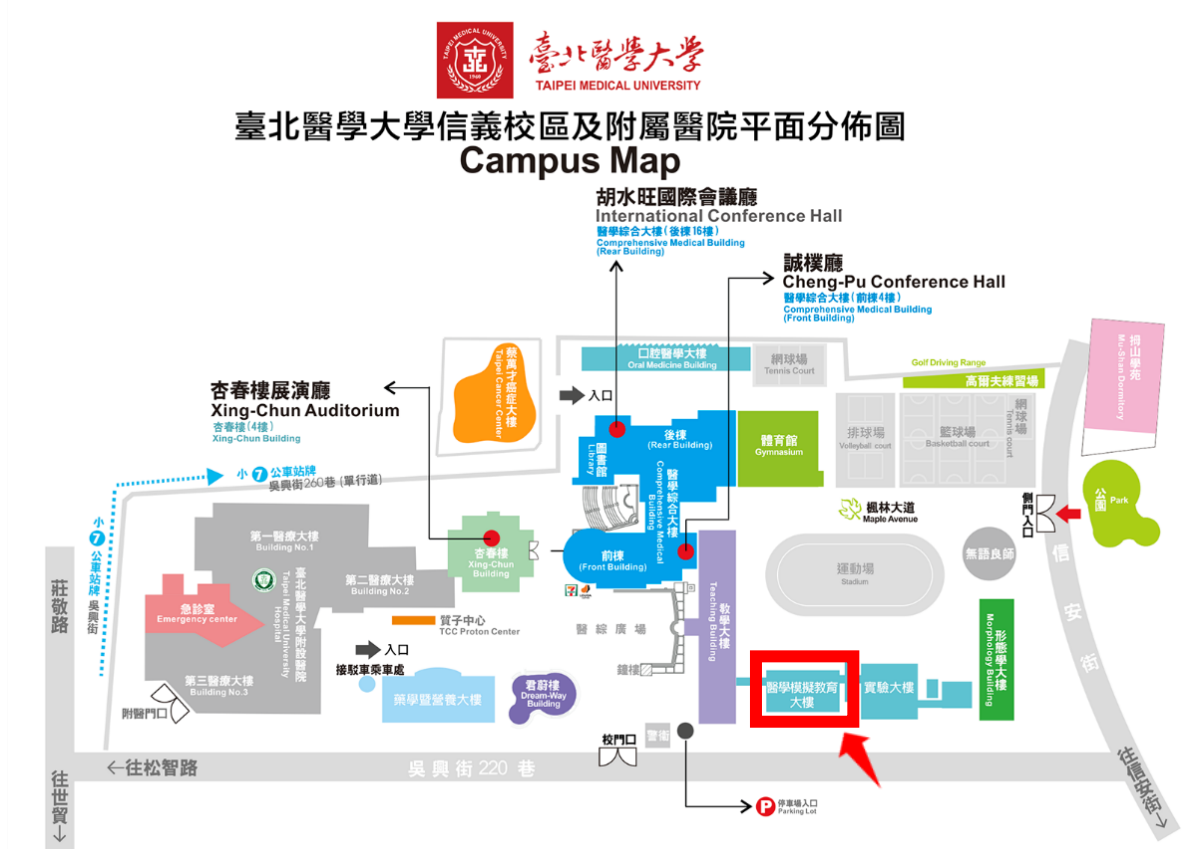 TAIPEI MEDICAL UNIVERSITY
1960
臺北醫學大學
TAIPEI MEDICAL UNIVERSITY
臺北醫學大學信義校區及附屬醫院平面分佈圖
Campus Map
胡水旺國際會議廳
International Conference Hall
醫學綜合大樓(後棟16樓)
Comprehensive Medical Building
(Rear Building)
誠樸廳
Cheng-Pu Conference Hall
醫學綜合大樓(前棟4樓)
Comprehensive Medical Building
(Front Building)
杏春樓展演廳
Xing-Chun Auditorium
杏春樓(4樓)
Xing-Chun Building
蔡萬才癌症大樓
Taipei Cancer Center
入口
口腔醫學大樓
Oral Medicine Building
網球場
Tennis Court
Golf Driving Range
高爾夫練習場
拇山學苑
Mu-Shan Dormitory
圖書館
Library
後棟
(Rear Building)
醫學綜合大樓
Comprehensive Medical
Building
前棟
(Front Building)
體育館
Gymnasium
排球場
Volleyball court
籃球場
Basketball court
網球場
Tennis court
公園
Park
側門入口
楓林大道
Maple Avenue
無語良師
運動場
Stadium
小7公車站牌
吳興街260巷(單行道)
小7公車站牌 吳興街
第一醫療大樓
Building No.1
第二醫療大樓
Building No.2
第三醫療大樓
Building No.3
臺北醫學大學附設醫院
Taipei Medical University
Hospital
急診室
Emergency center
附醫門口
杏春樓
Xing-Chun
Building
質子中心
TCC Proton Center
入口
接駁車乘車處
藥學暨營養大樓
君蔚樓
Dream-Way
Building
醫綜廣場
鐘樓
教學大樓
Teaching Building
醫學模擬教育
大樓
實驗大樓
形態學大樓
Morphology Building
校門口
警衛
P 停車場入口
Parking Lot
莊敬路
往世貿↓
←往松智路
吳興街220巷
信安街
往信安街↓